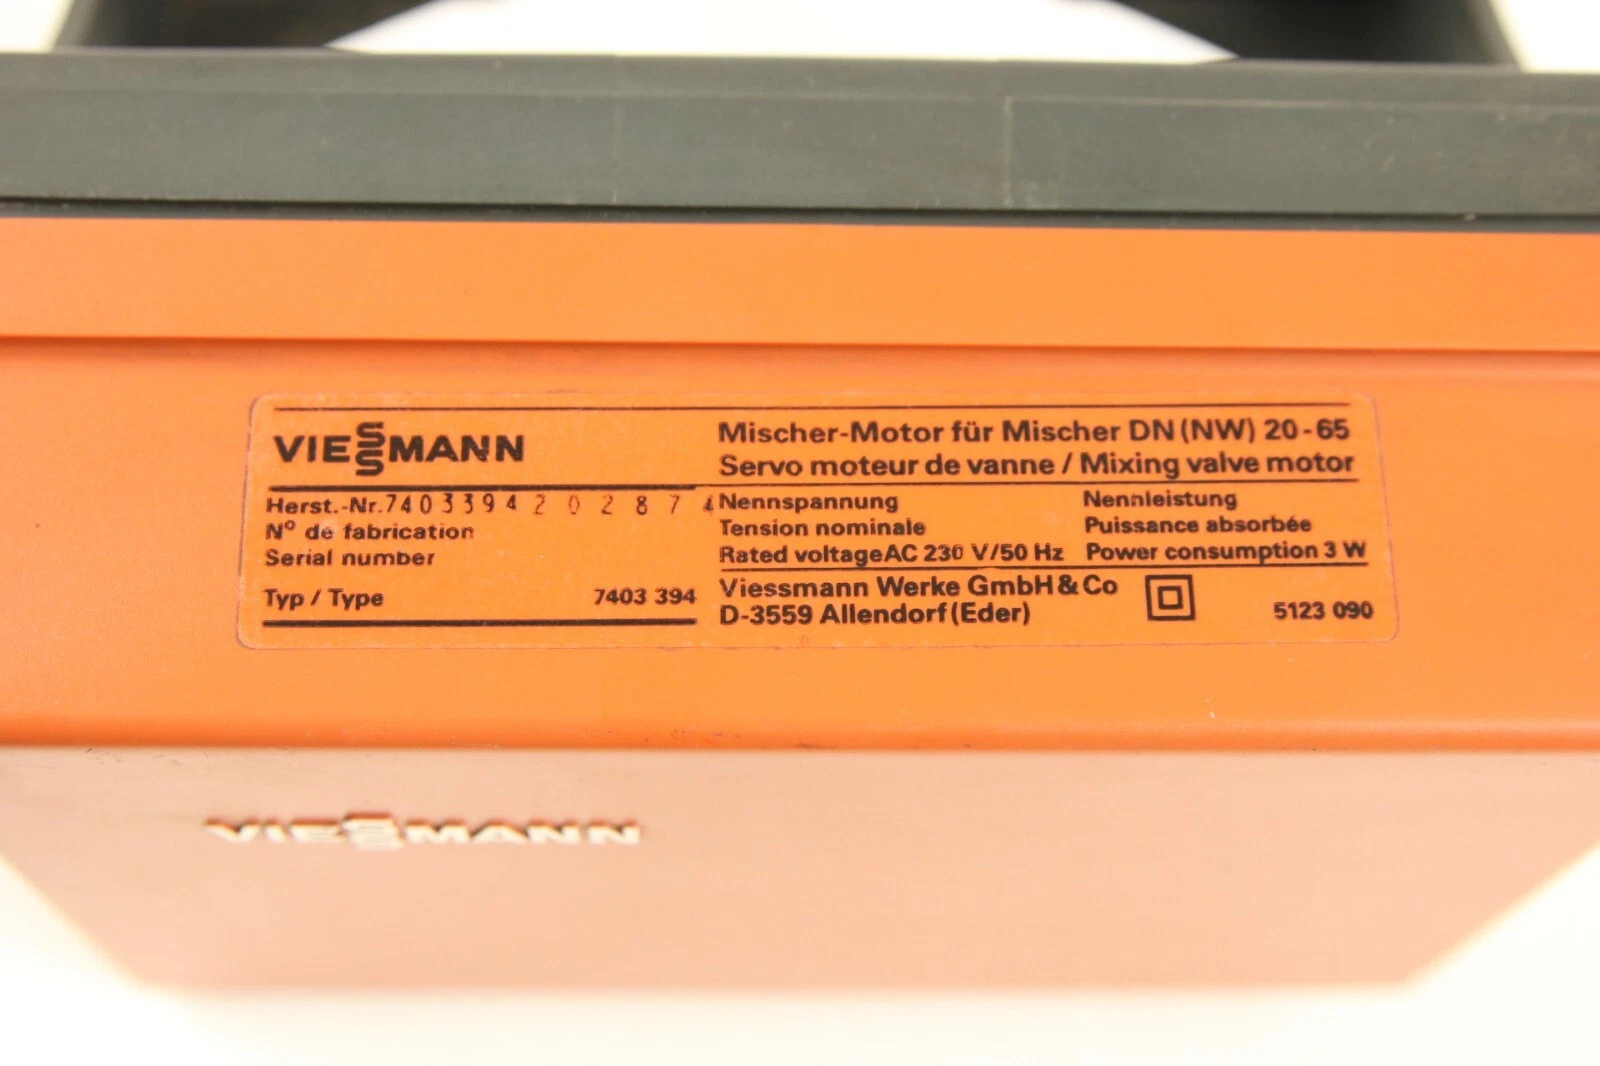 VIESSMANN
Mischer-Motor für Mischer DN (NW) 20-65
Servo moteur de vanne / Mixing valve motor
Herst.-Nr. 7403394202874
N° de fabrication
Serial number
Typ / Type 7403 394
Nennspannung
Tension nominale
Rated voltage AC 230 V/50 Hz
Nennleistung
Puissance absorbée
Power consumption 3 W
Viessmann Werke GmbH & Co
D-3559 Allendorf (Eder)
5123 090
VIESSMANN